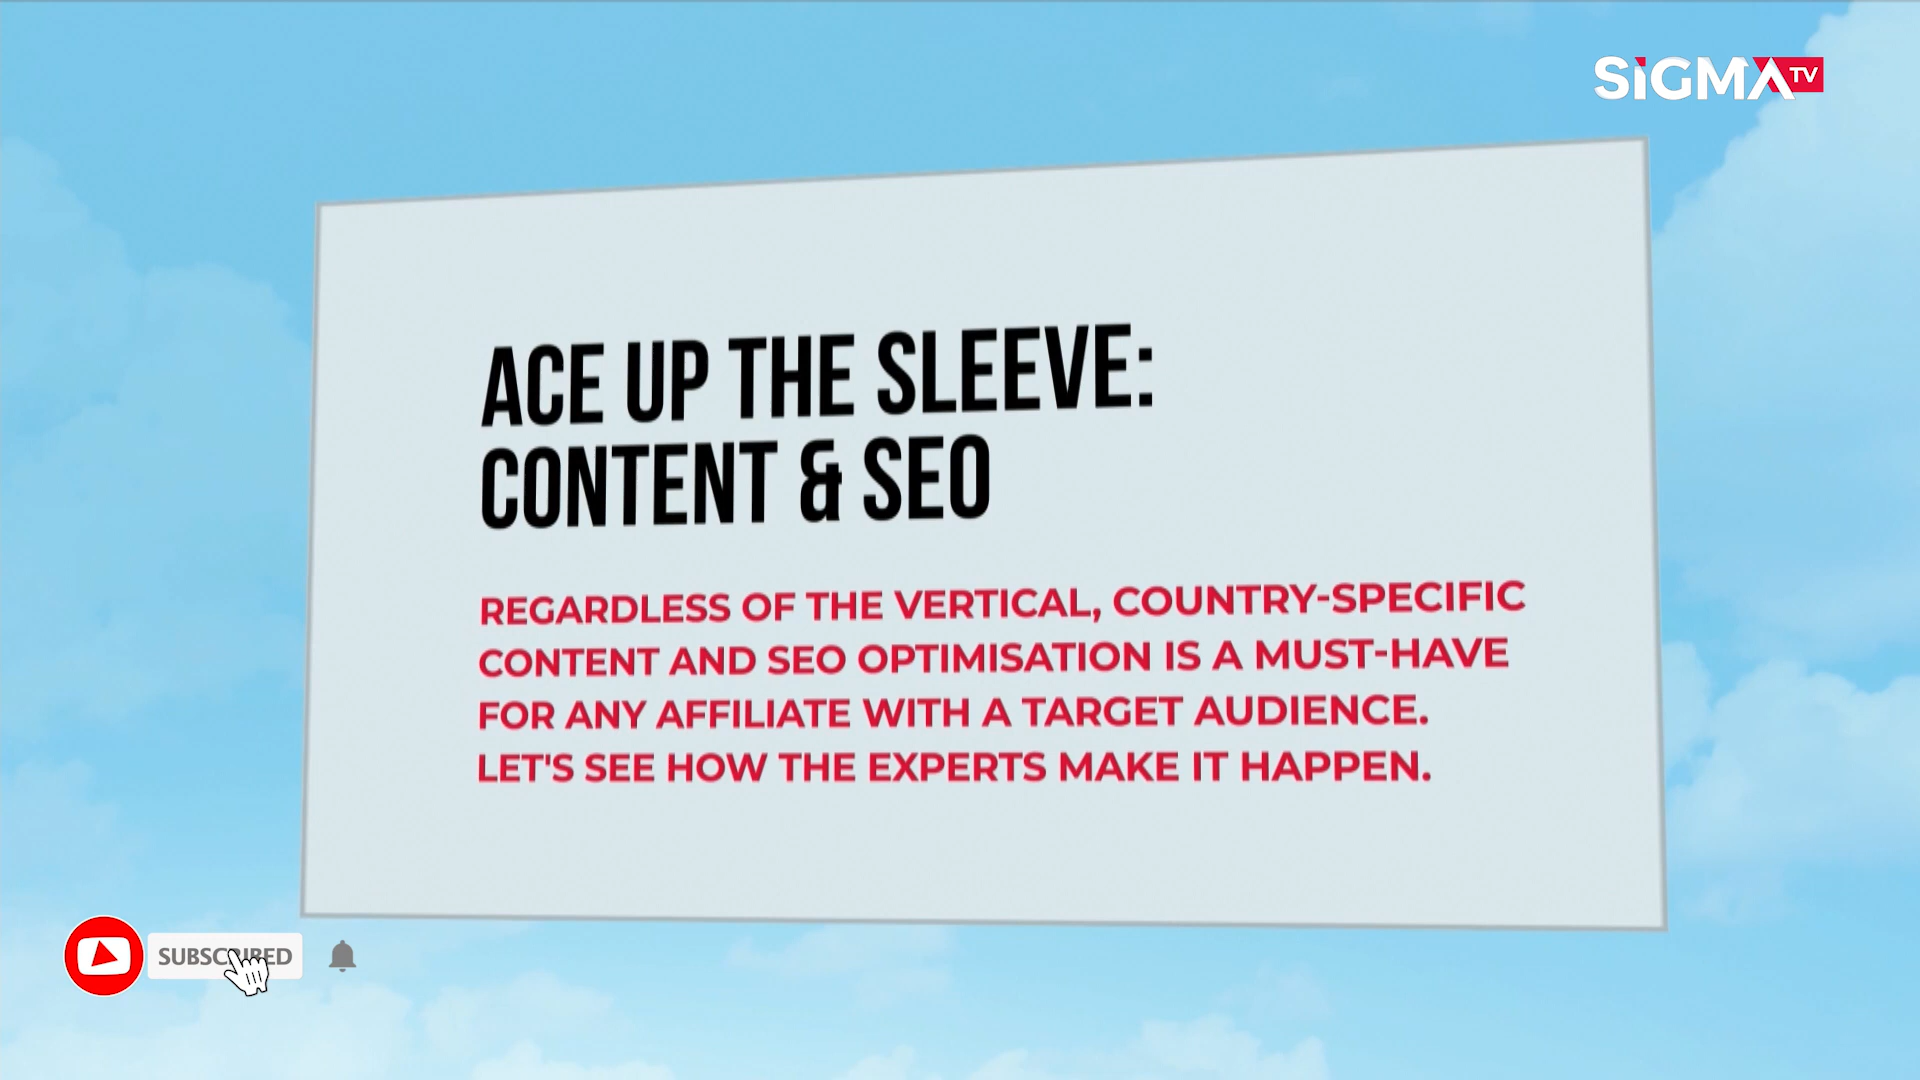 SiGMA TV
ACE UP THE SLEEVE:
CONTENT & SEO
REGARDLESS OF THE VERTICAL, COUNTRY-SPECIFIC
CONTENT AND SEO OPTIMISATION IS A MUST-HAVE
FOR ANY AFFILIATE WITH A TARGET AUDIENCE.
LET'S SEE HOW THE EXPERTS MAKE IT HAPPEN.
SUBSCRIBED